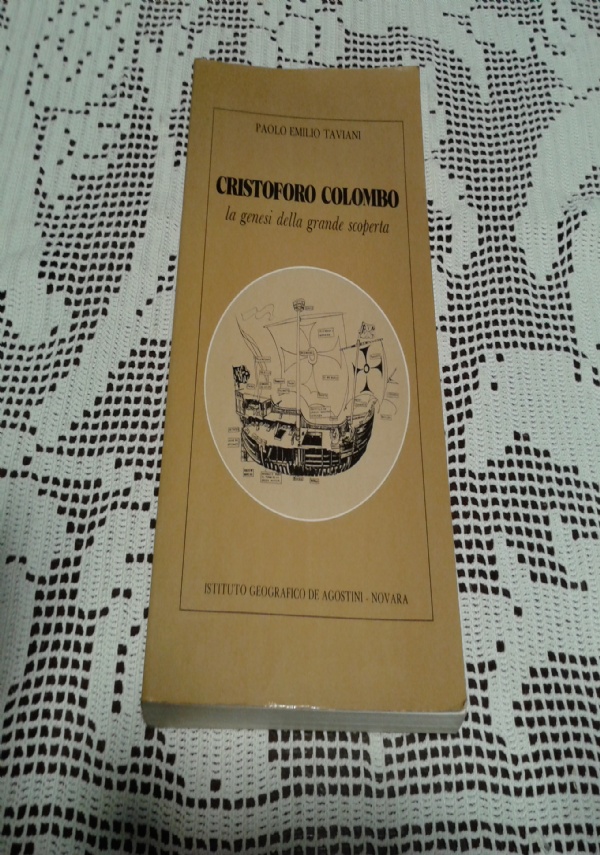 PAOLO EMILIO TAVIANI
CRISTOFORO COLOMBO
la genesi della grande scoperta
ISTITUTO GEOGRAFICO DE AGOSTINI - NOVARA